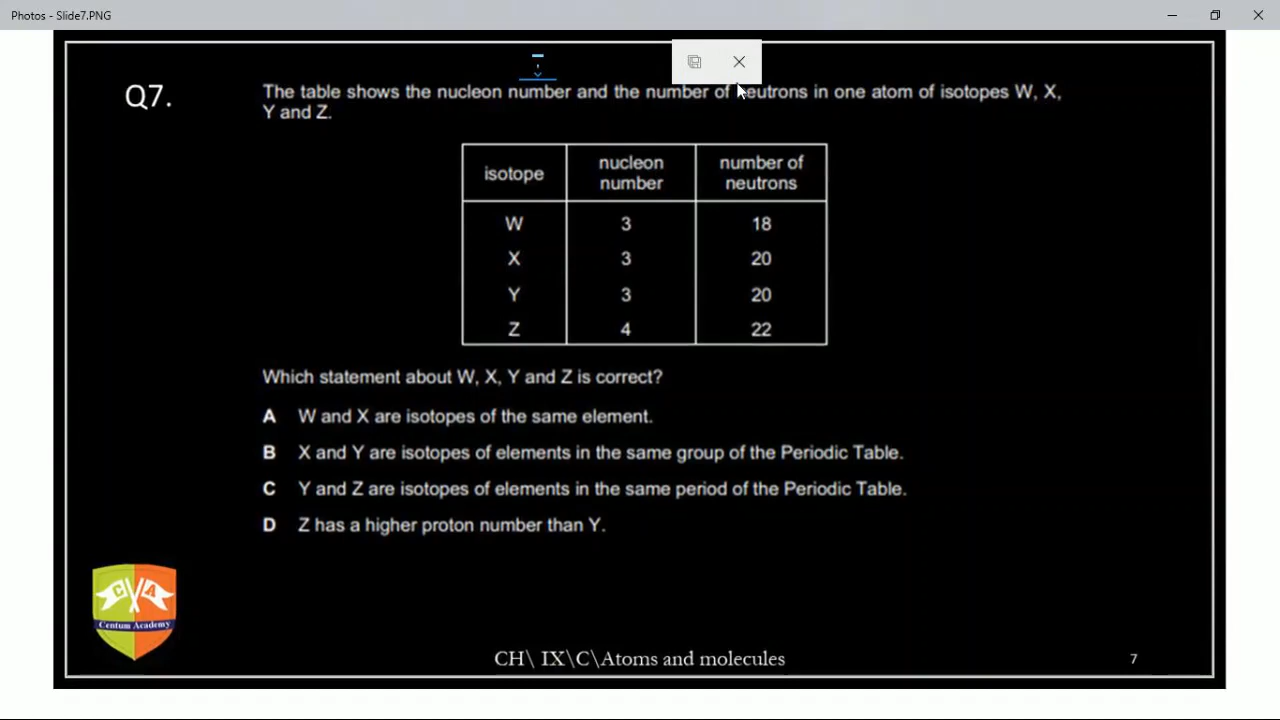 Photos - Slide7.PNG
Q7.
The table shows the nucleon number and the number of neutrons in one atom of isotopes W, X,
Y and Z.
isotope nucleon number number of neutrons
W 3 18
X 3 20
Y 3 20
Z 4 22
Which statement about W, X, Y and Z is correct?
A W and X are isotopes of the same element.
B X and Y are isotopes of elements in the same group of the Periodic Table.
C Y and Z are isotopes of elements in the same period of the Periodic Table.
D Z has a higher proton number than Y.
C A
Centum Academy
CH\ IX\C\Atoms and molecules
7